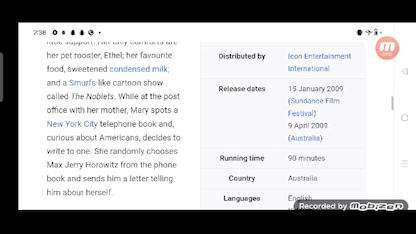 2:36
little support. Her only comforts are
her pet rooster, Ethel; her favourite
food, sweetened condensed milk;
and a Smurfs-like cartoon show
called The Noblets. While at the post
office with her mother, Mary spots a
New York City telephone book and,
curious about Americans, decides to
write to one. She randomly chooses
Max Jerry Horowitz from the phone
book and sends him a letter telling
him about herself.
Distributed by
Icon Entertainment
International
Release dates
15 January 2009
(Sundance Film
Festival)
9 April 2009
(Australia)
Running time
90 minutes
Country
Australia
Languages
English
Recorded by mobizen